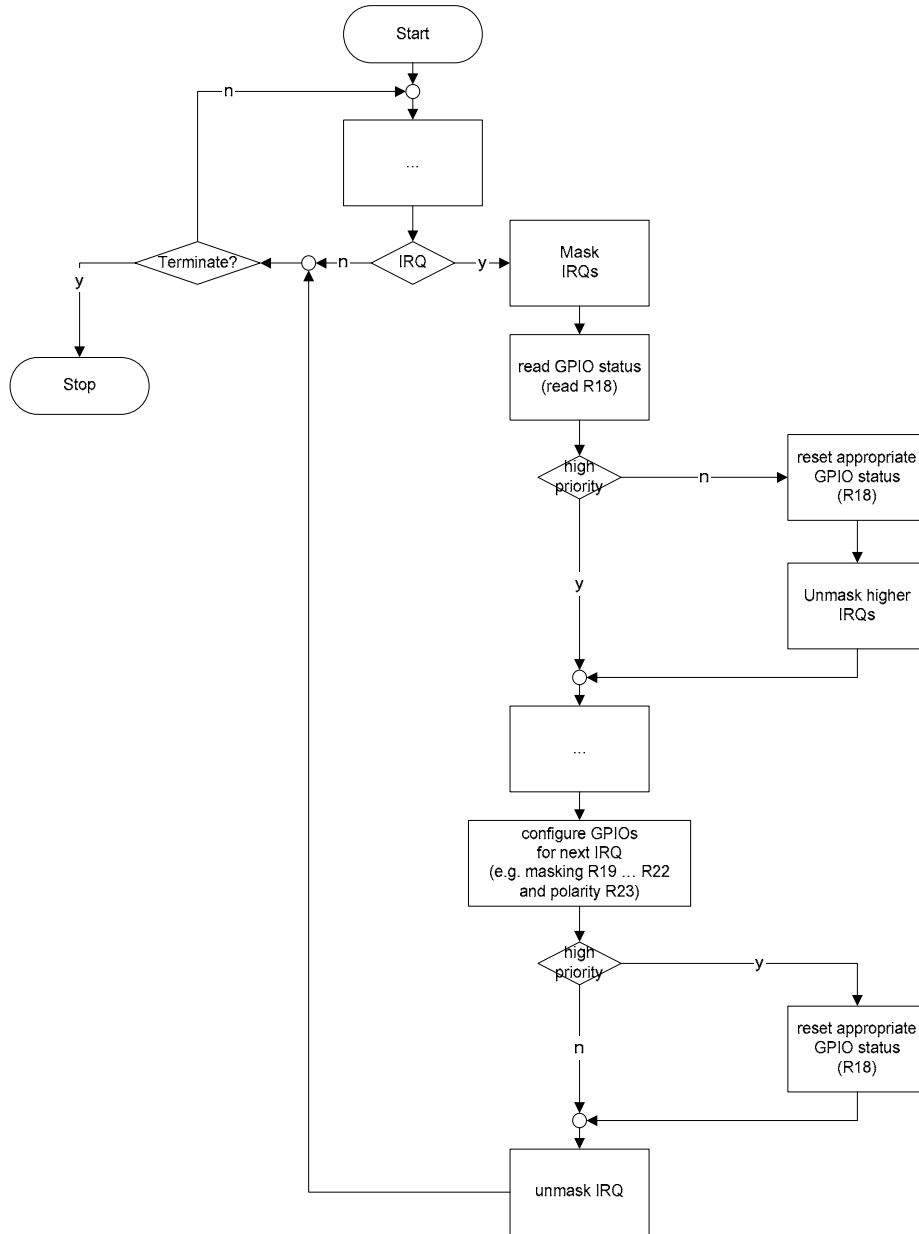 Start
n
...
Terminate?
n
IRQ
y
Mask
IRQs
y
Stop
read GPIO status
(read R18)
high
priority
n
reset appropriate
GPIO status
(R18)
y
Unmask higher
IRQs
...
configure GPIOs
for next IRQ
(e.g. masking R19 ... R22
and polarity R23)
high
priority
y
n
reset appropriate
GPIO status
(R18)
unmask IRQ